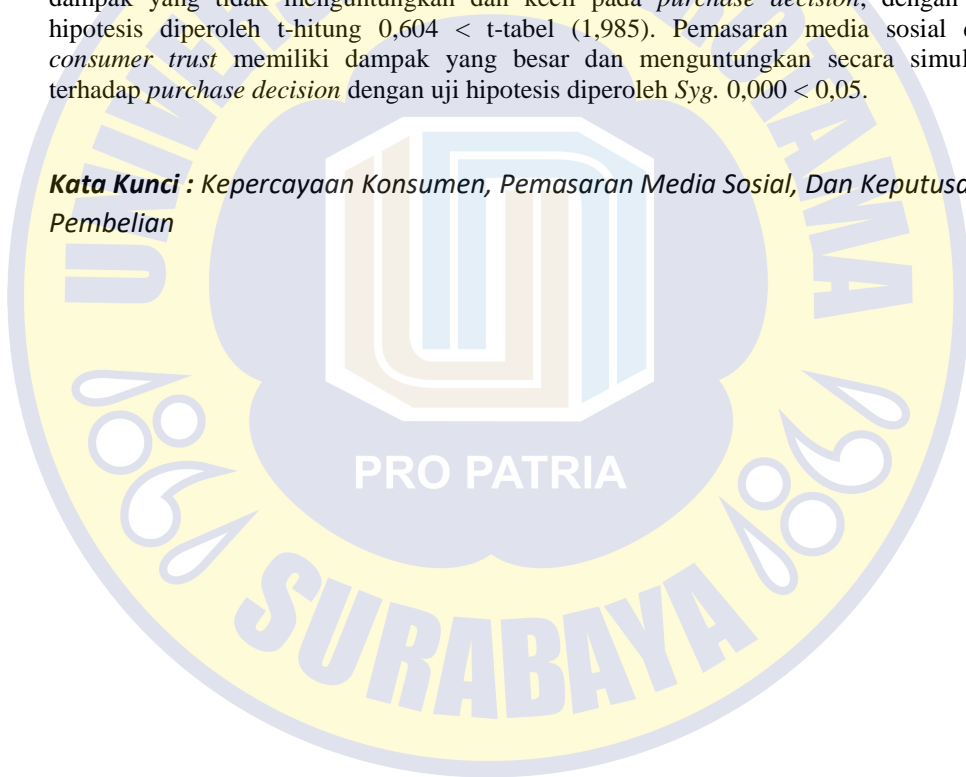 dampak yang tidak menguntungkan dan kecil pada purchase decision, dengan
hipotesis diperoleh t-hitung 0,604 < t-tabel (1,985). Pemasaran media sosial
consumer trust memiliki dampak yang besar dan menguntungkan secara
terhadap purchase decision dengan uji hipotesis diperoleh Syg. 0,000 < 0,05.
Kata Kunci : Kepercayaan Konsumen, Pemasaran Media Sosial, Dan
Pembelian
PRO PATRIA
SURABAYA